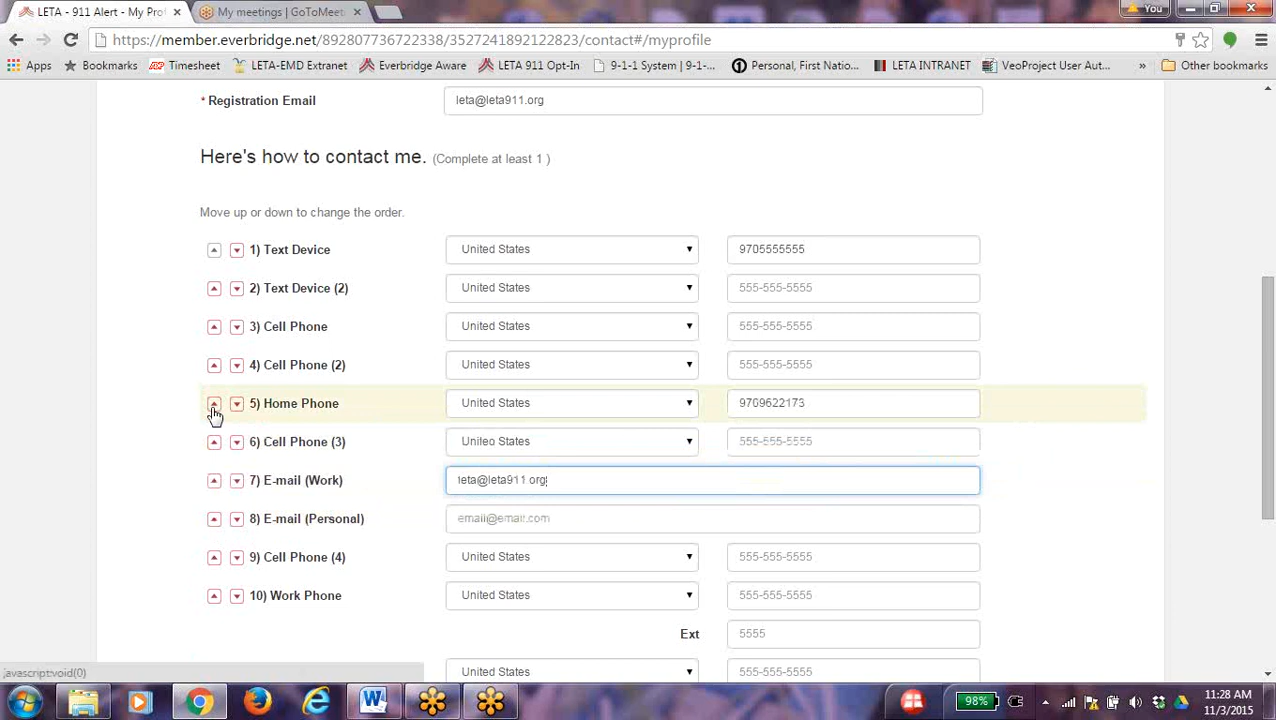 LETA - 911 Alert - My Prof
My meetings | GoToMeeti
You
https://member.everbridge.net/892807736722338/3527241392122823/contact#/myprofile
Apps
Bookmarks
ADP
Timesheet
LETA-EMD Extranet
Everbridge Aware
LETA 911 Opt-In
9-1-1 System | 9-1-...
Personal, First Natio...
LETA INTRANET
VeoProject User Aut...
»
Other bookmarks
* Registration Email
leta@leta911.org
Here's how to contact me. (Complete at least 1 )
Move up or down to change the order.
1) Text Device United States 9705555555
2) Text Device (2) United States 555-555-5555
3) Cell Phone United States 555-555-5555
4) Cell Phone (2) United States 555-555-5555
5) Home Phone United States 9709622173
6) Cell Phone (3) United States 555-555-5555
7) E-mail (Work) leta@leta911.org
8) E-mail (Personal) email@email.com
9) Cell Phone (4) United States 555-555-5555
10) Work Phone United States 555-555-5555
Ext 5555
United States 555-555-5555
javascript:void(0)
98%
11:28 AM
11/3/2015